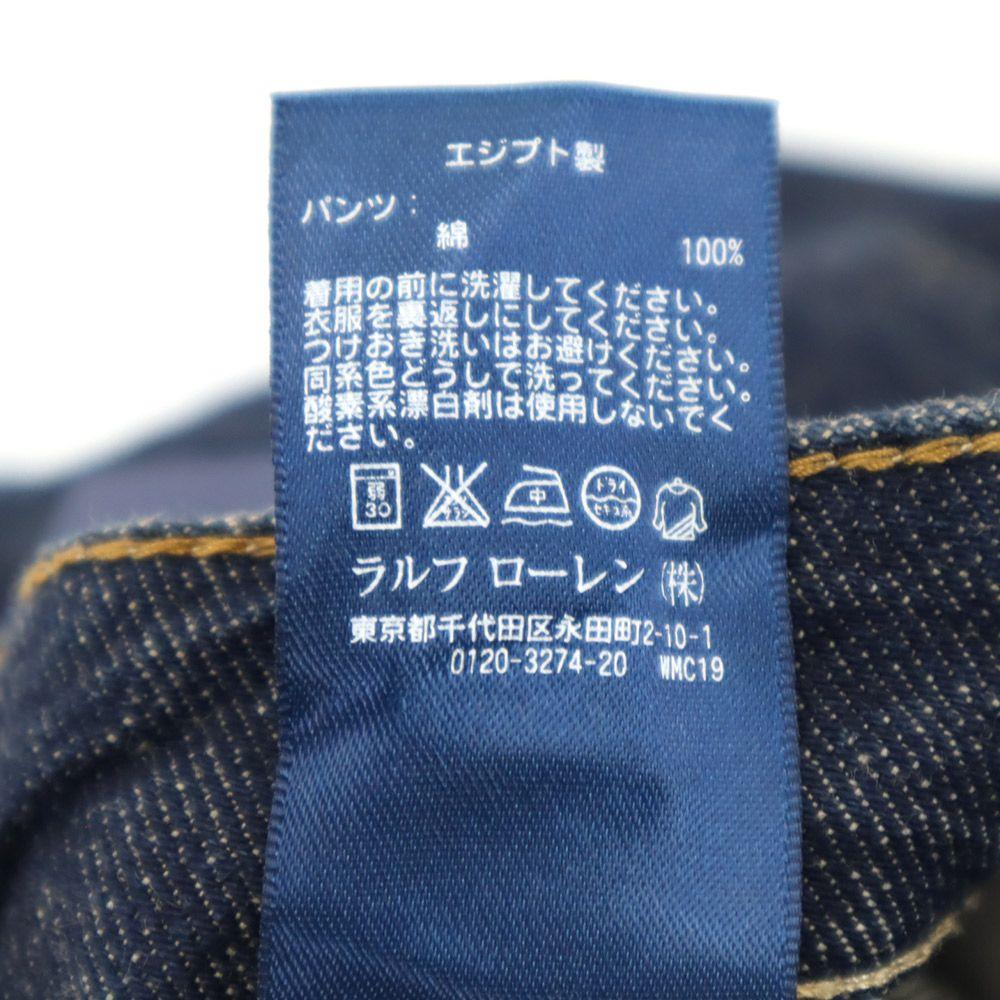 エジプト製
パンツ:
綿 100%
着用の前に洗濯してください。
衣服を裏返しにしてください。
つけおき洗いはお避けください。
同系色どうしで洗ってください。
酸素系漂白剤は使用しないでく
ださい。
弱 30 エンソ サラシ 中 ドライ セキユ系
ラルフ ローレン (株)
東京都千代田区永田町2-10-1
0120-3274-20 WMC19